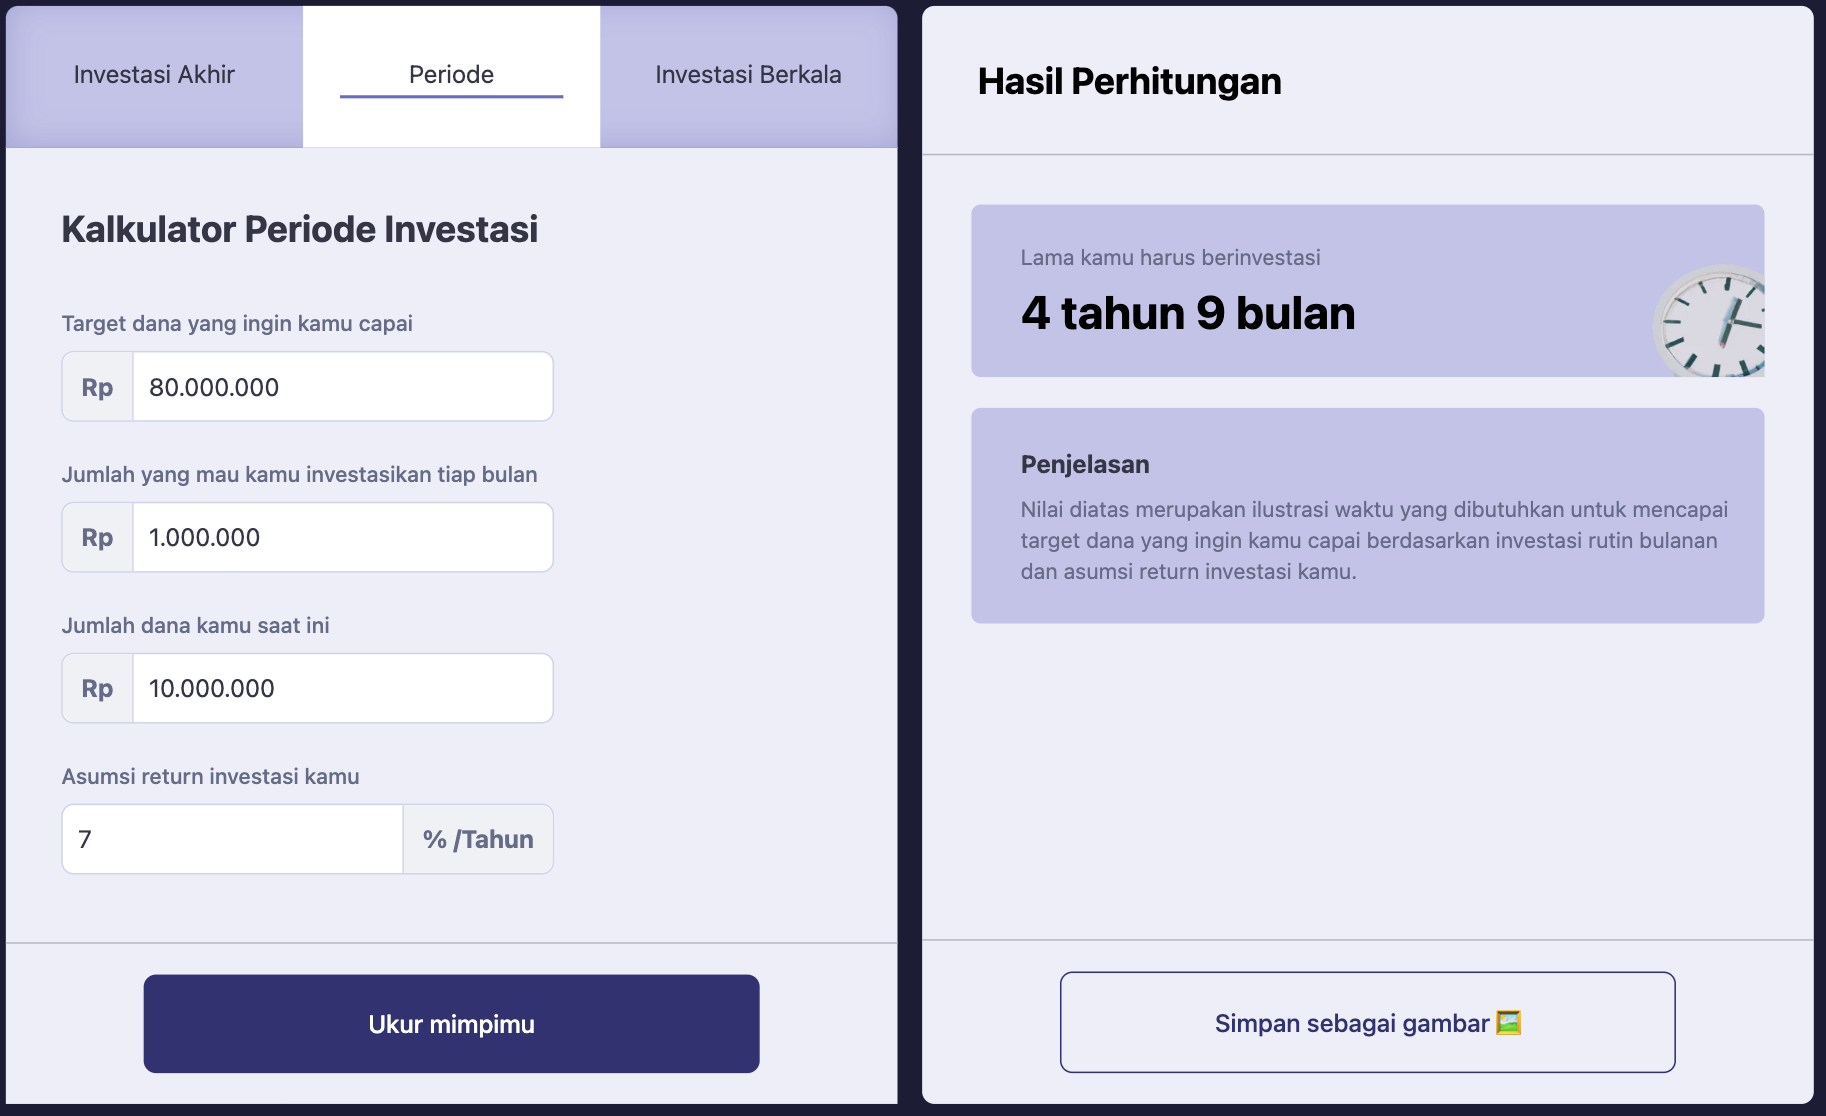 Investasi Akhir
Periode
Investasi Berkala
Kalkulator Periode Investasi
Target dana yang ingin kamu capai
Rp 80.000.000
Jumlah yang mau kamu investasikan tiap bulan
Rp 1.000.000
Jumlah dana kamu saat ini
Rp 10.000.000
Asumsi return investasi kamu
7 % /Tahun
Ukur mimpimu
Hasil Perhitungan
Lama kamu harus berinvestasi
4 tahun 9 bulan
Penjelasan
Nilai diatas merupakan ilustrasi waktu yang dibutuhkan untuk mencapai
target dana yang ingin kamu capai berdasarkan investasi rutin bulanan
dan asumsi return investasi kamu.
Simpan sebagai gambar 🖼️